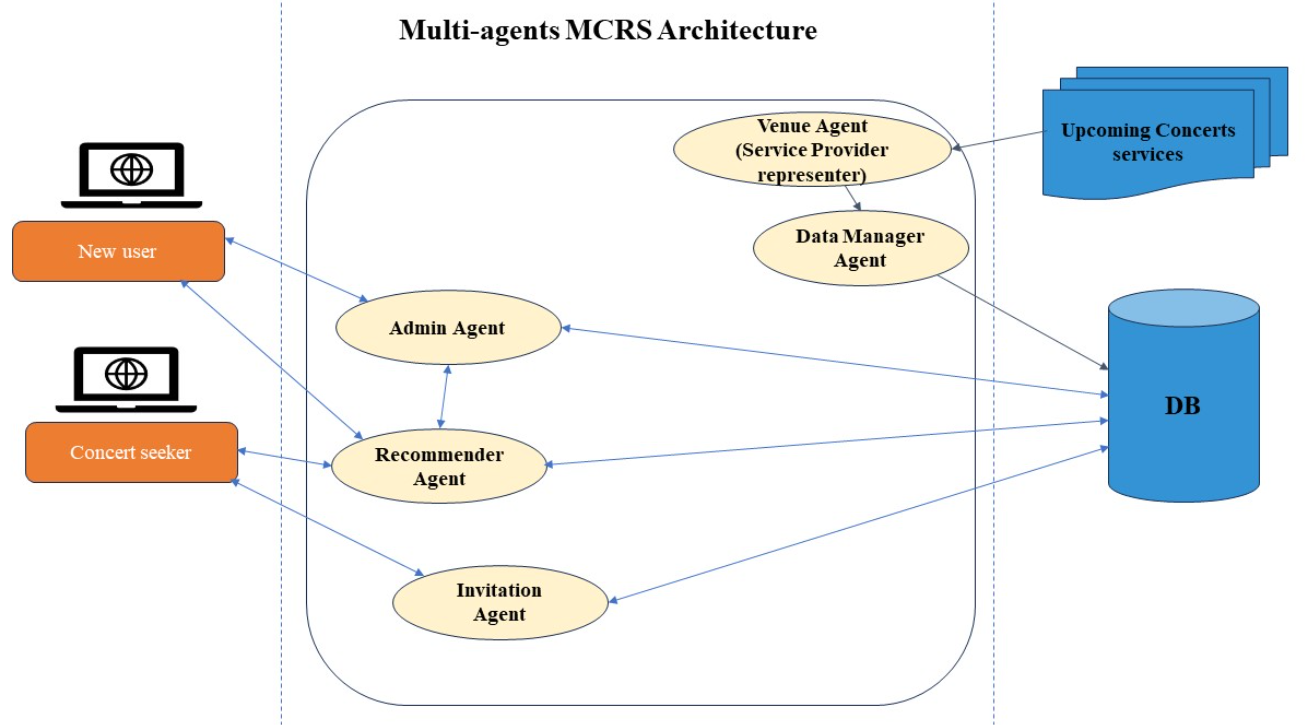 Multi-agents MCRS Architecture
Venue Agent
(Service Provider
representer)
Upcoming Concerts
services
New user
Data Manager
Agent
Admin Agent
DB
Concert seeker
Recommender
Agent
Invitation
Agent